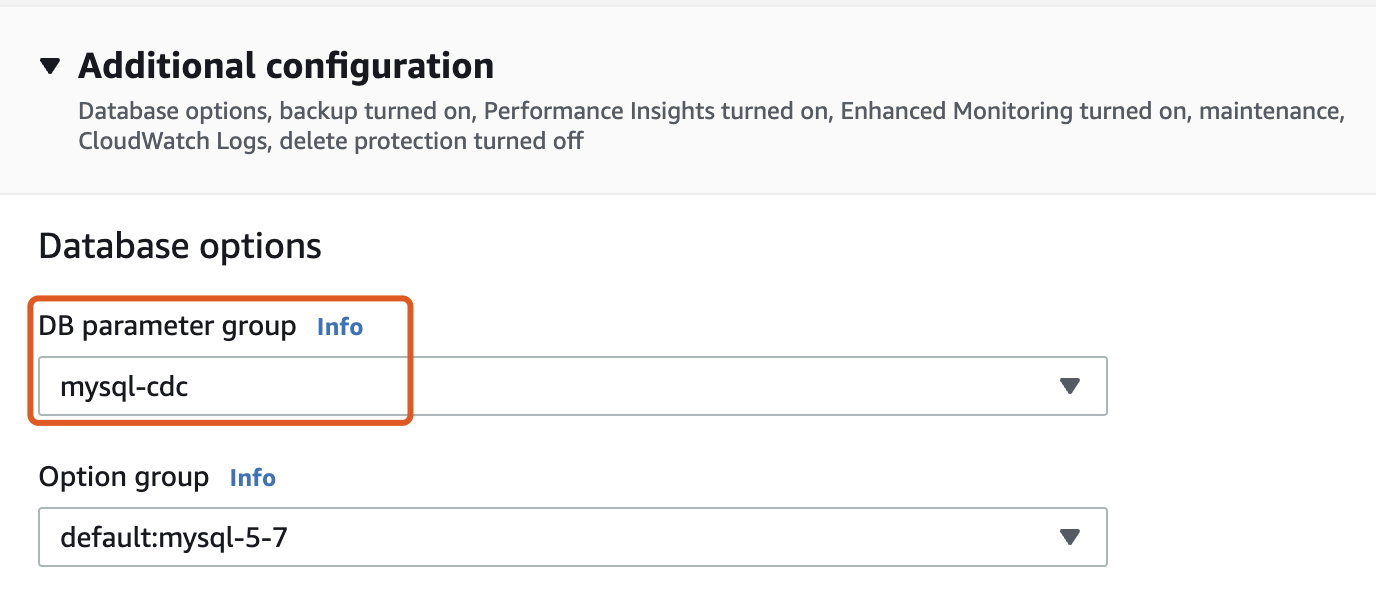 Additional configuration
Database options, backup turned on, Performance Insights turned on, Enhanced Monitoring turned on, maintenance,
CloudWatch Logs, delete protection turned off
Database options
DB parameter group Info
mysql-cdc
Option group Info
default:mysql-5-7